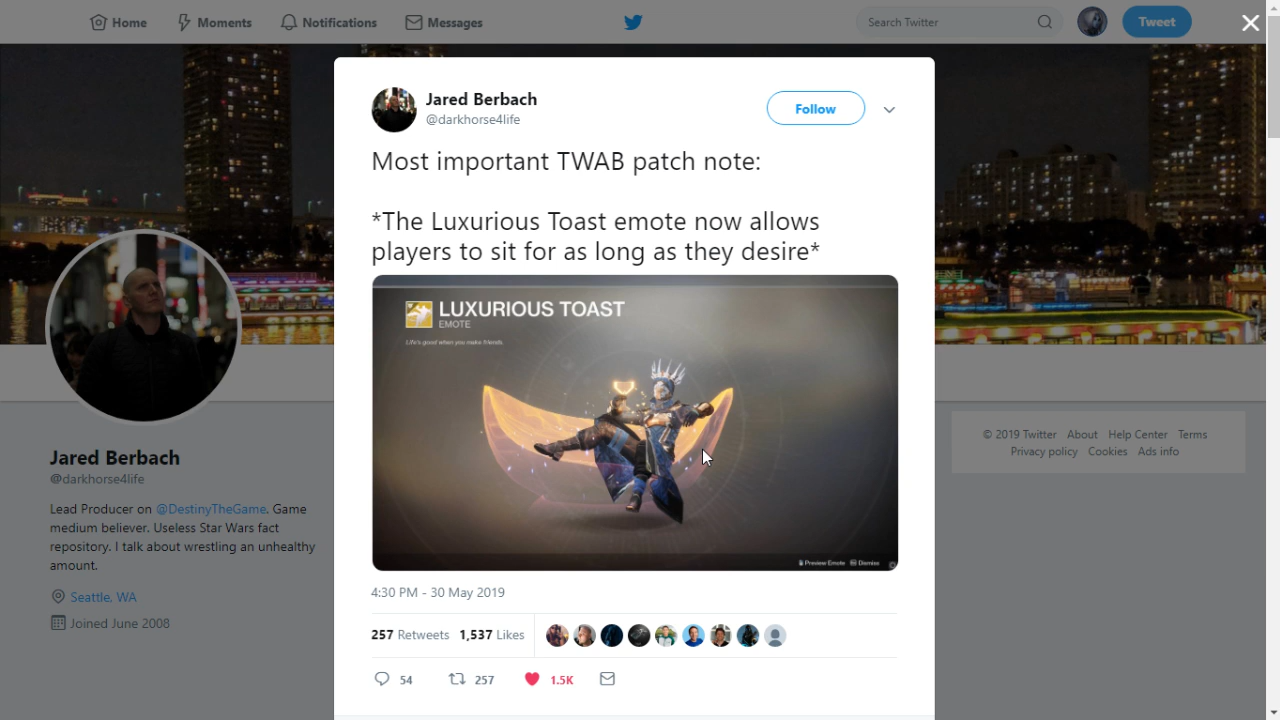 Home
Moments
Notifications
Messages
Search Twitter
Tweet
Jared Berbach
@darkhorse4life
Follow
Most important TWAB patch note:
*The Luxurious Toast emote now allows
players to sit for as long as they desire*
LUXURIOUS TOAST
EMOTE
Life's good when you make friends.
Preview Emote
Dismiss
4:30 PM - 30 May 2019
257 Retweets 1,537 Likes
54
257
1.5K
Jared Berbach
@darkhorse4life
Lead Producer on @DestinyTheGame. Game
medium believer. Useless Star Wars fact
repository. I talk about wrestling an unhealthy
amount.
Seattle, WA
Joined June 2008
© 2019 Twitter About Help Center Terms
Privacy policy Cookies Ads info